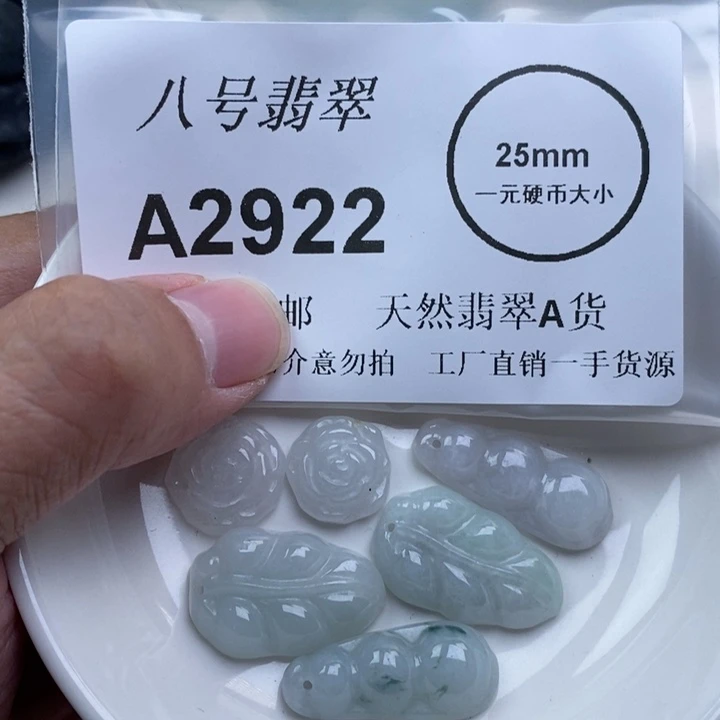 八号翡翠
25mm
一元硬币大小
A2922
邮 天然翡翠A货
介意勿拍 工厂直销一手货源